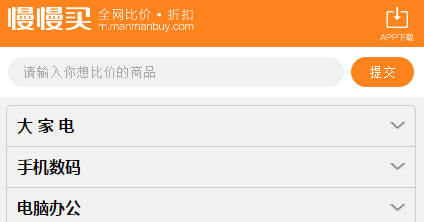 慢慢买 全网比价 · 折扣
m.manmanbuy.com
APP下载
请输入你想比价的商品 提交
大 家 电
手机数码
电脑办公